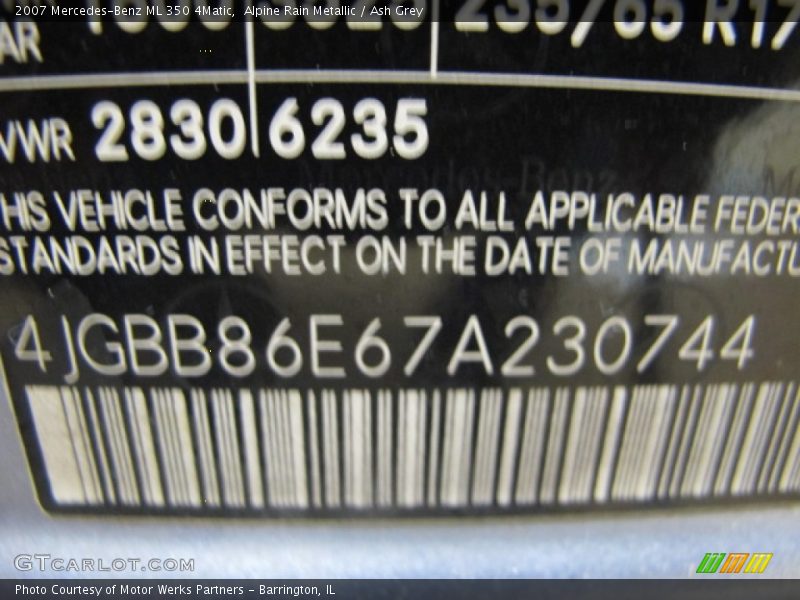 2007 Mercedes-Benz ML 350 4Matic, Alpine Rain Metallic / Ash Grey
235/65 R17
AR
VWR 2830 6235
THIS VEHICLE CONFORMS TO ALL APPLICABLE FEDER
STANDARDS IN EFFECT ON THE DATE OF MANUFACTU
4JGBB86E67A230744
GTCARLOT.COM
Photo Courtesy of Motor Werks Partners - Barrington, IL